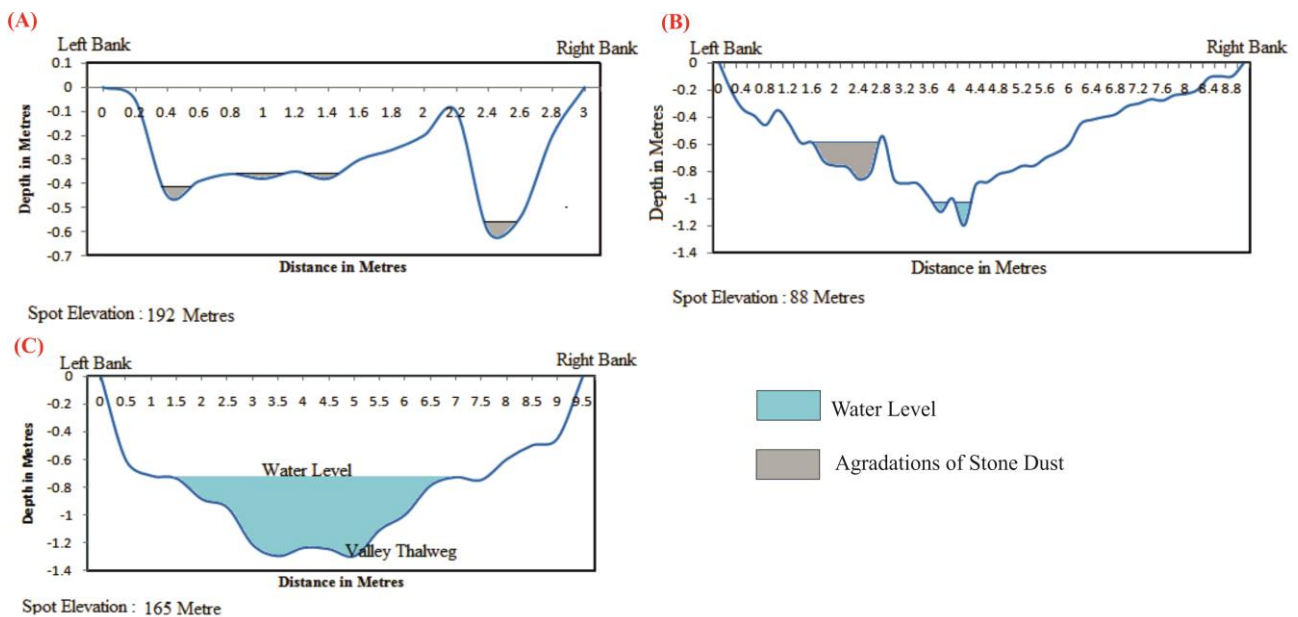 (A)
Left Bank
Right Bank
0.1
0
-0.1
-0.2
-0.3
-0.4
-0.5
-0.6
-0.7
Depth in Metres
0 0.2 0.4 0.6 0.8 1 1.2 1.4 1.6 1.8 2 2.2 2.4 2.6 2.8 3
Distance in Metres
Spot Elevation : 192 Metres
(B)
Left Bank
Right Bank
0
-0.2
-0.4
-0.6
-0.8
-1
-1.2
-1.4
Depth in Metres
0 0.4 0.8 1.2 1.6 2 2.4 2.8 3.2 3.6 4 4.4 4.8 5.2 5.6 6 6.4 6.8 7.2 7.6 8 8.4 8.8
Distance in Metres
Spot Elevation : 88 Metres
(C)
Left Bank
Right Bank
0
-0.2
-0.4
-0.6
-0.8
-1
-1.2
-1.4
Depth in Metres
0 0.5 1 1.5 2 2.5 3 3.5 4 4.5 5 5.5 6 6.5 7 7.5 8 8.5 9 9.5
Water Level
Valley Thalweg
Distance in Metres
Spot Elevation : 165 Metre
Water Level
Agradations of Stone Dust